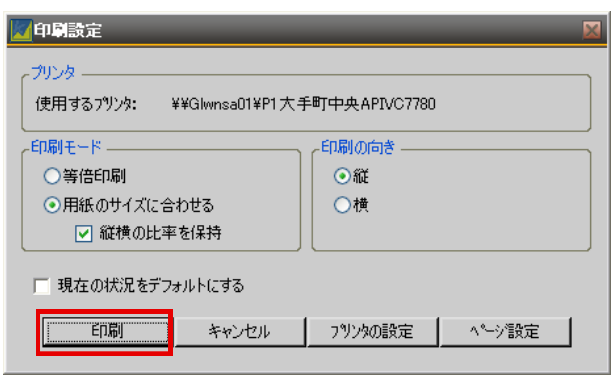 印刷設定
プリンタ
使用するプリンタ: ¥¥Glwnsa01¥P1大手町中央APIVC7780
印刷モード
等倍印刷
用紙のサイズに合わせる
縦横の比率を保持
印刷の向き
縦
横
現在の状況をデフォルトにする
印刷 キャンセル プリンタの設定 ページ設定